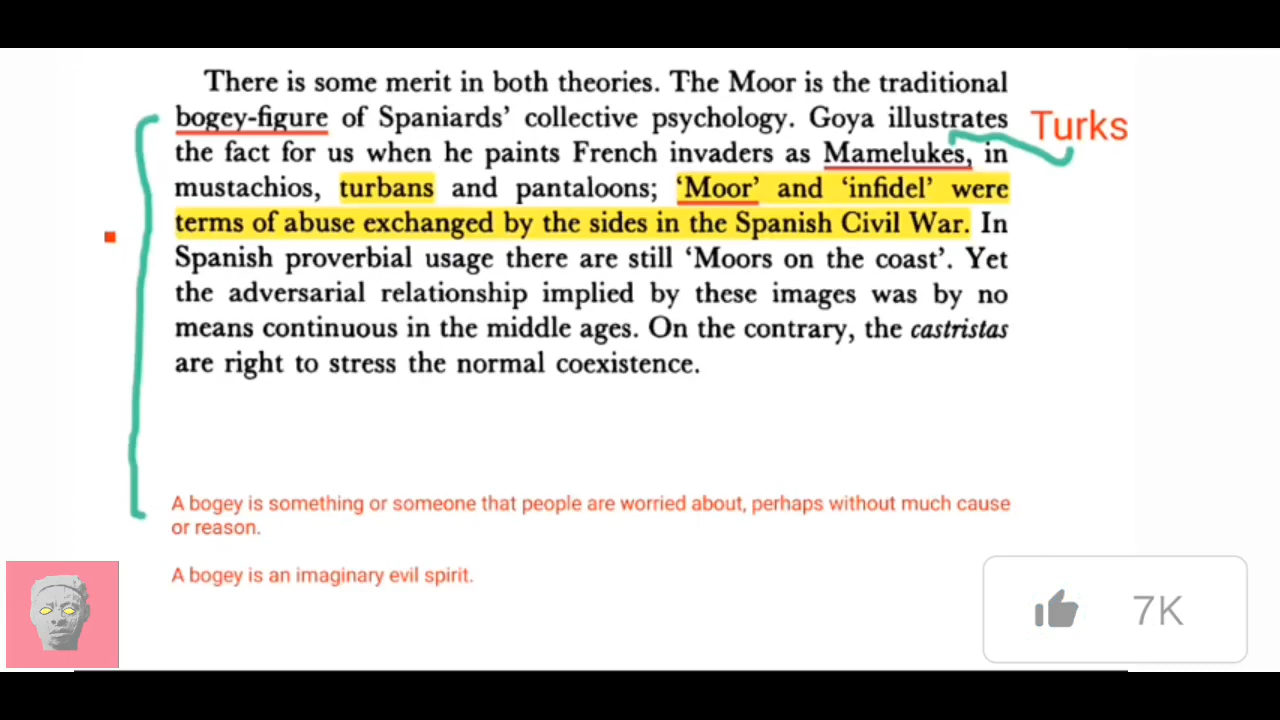 There is some merit in both theories. The Moor is the traditional
bogey-figure of Spaniards' collective psychology. Goya illustrates
Turks
the fact for us when he paints French invaders as Mamelukes, in
mustachios, turbans and pantaloons; 'Moor' and 'infidel' were
terms of abuse exchanged by the sides in the Spanish Civil War. In
Spanish proverbial usage there are still 'Moors on the coast'. Yet
the adversarial relationship implied by these images was by no
means continuous in the middle ages. On the contrary, the castristas
are right to stress the normal coexistence.
A bogey is something or someone that people are worried about, perhaps without much cause
or reason.
A bogey is an imaginary evil spirit.
7K